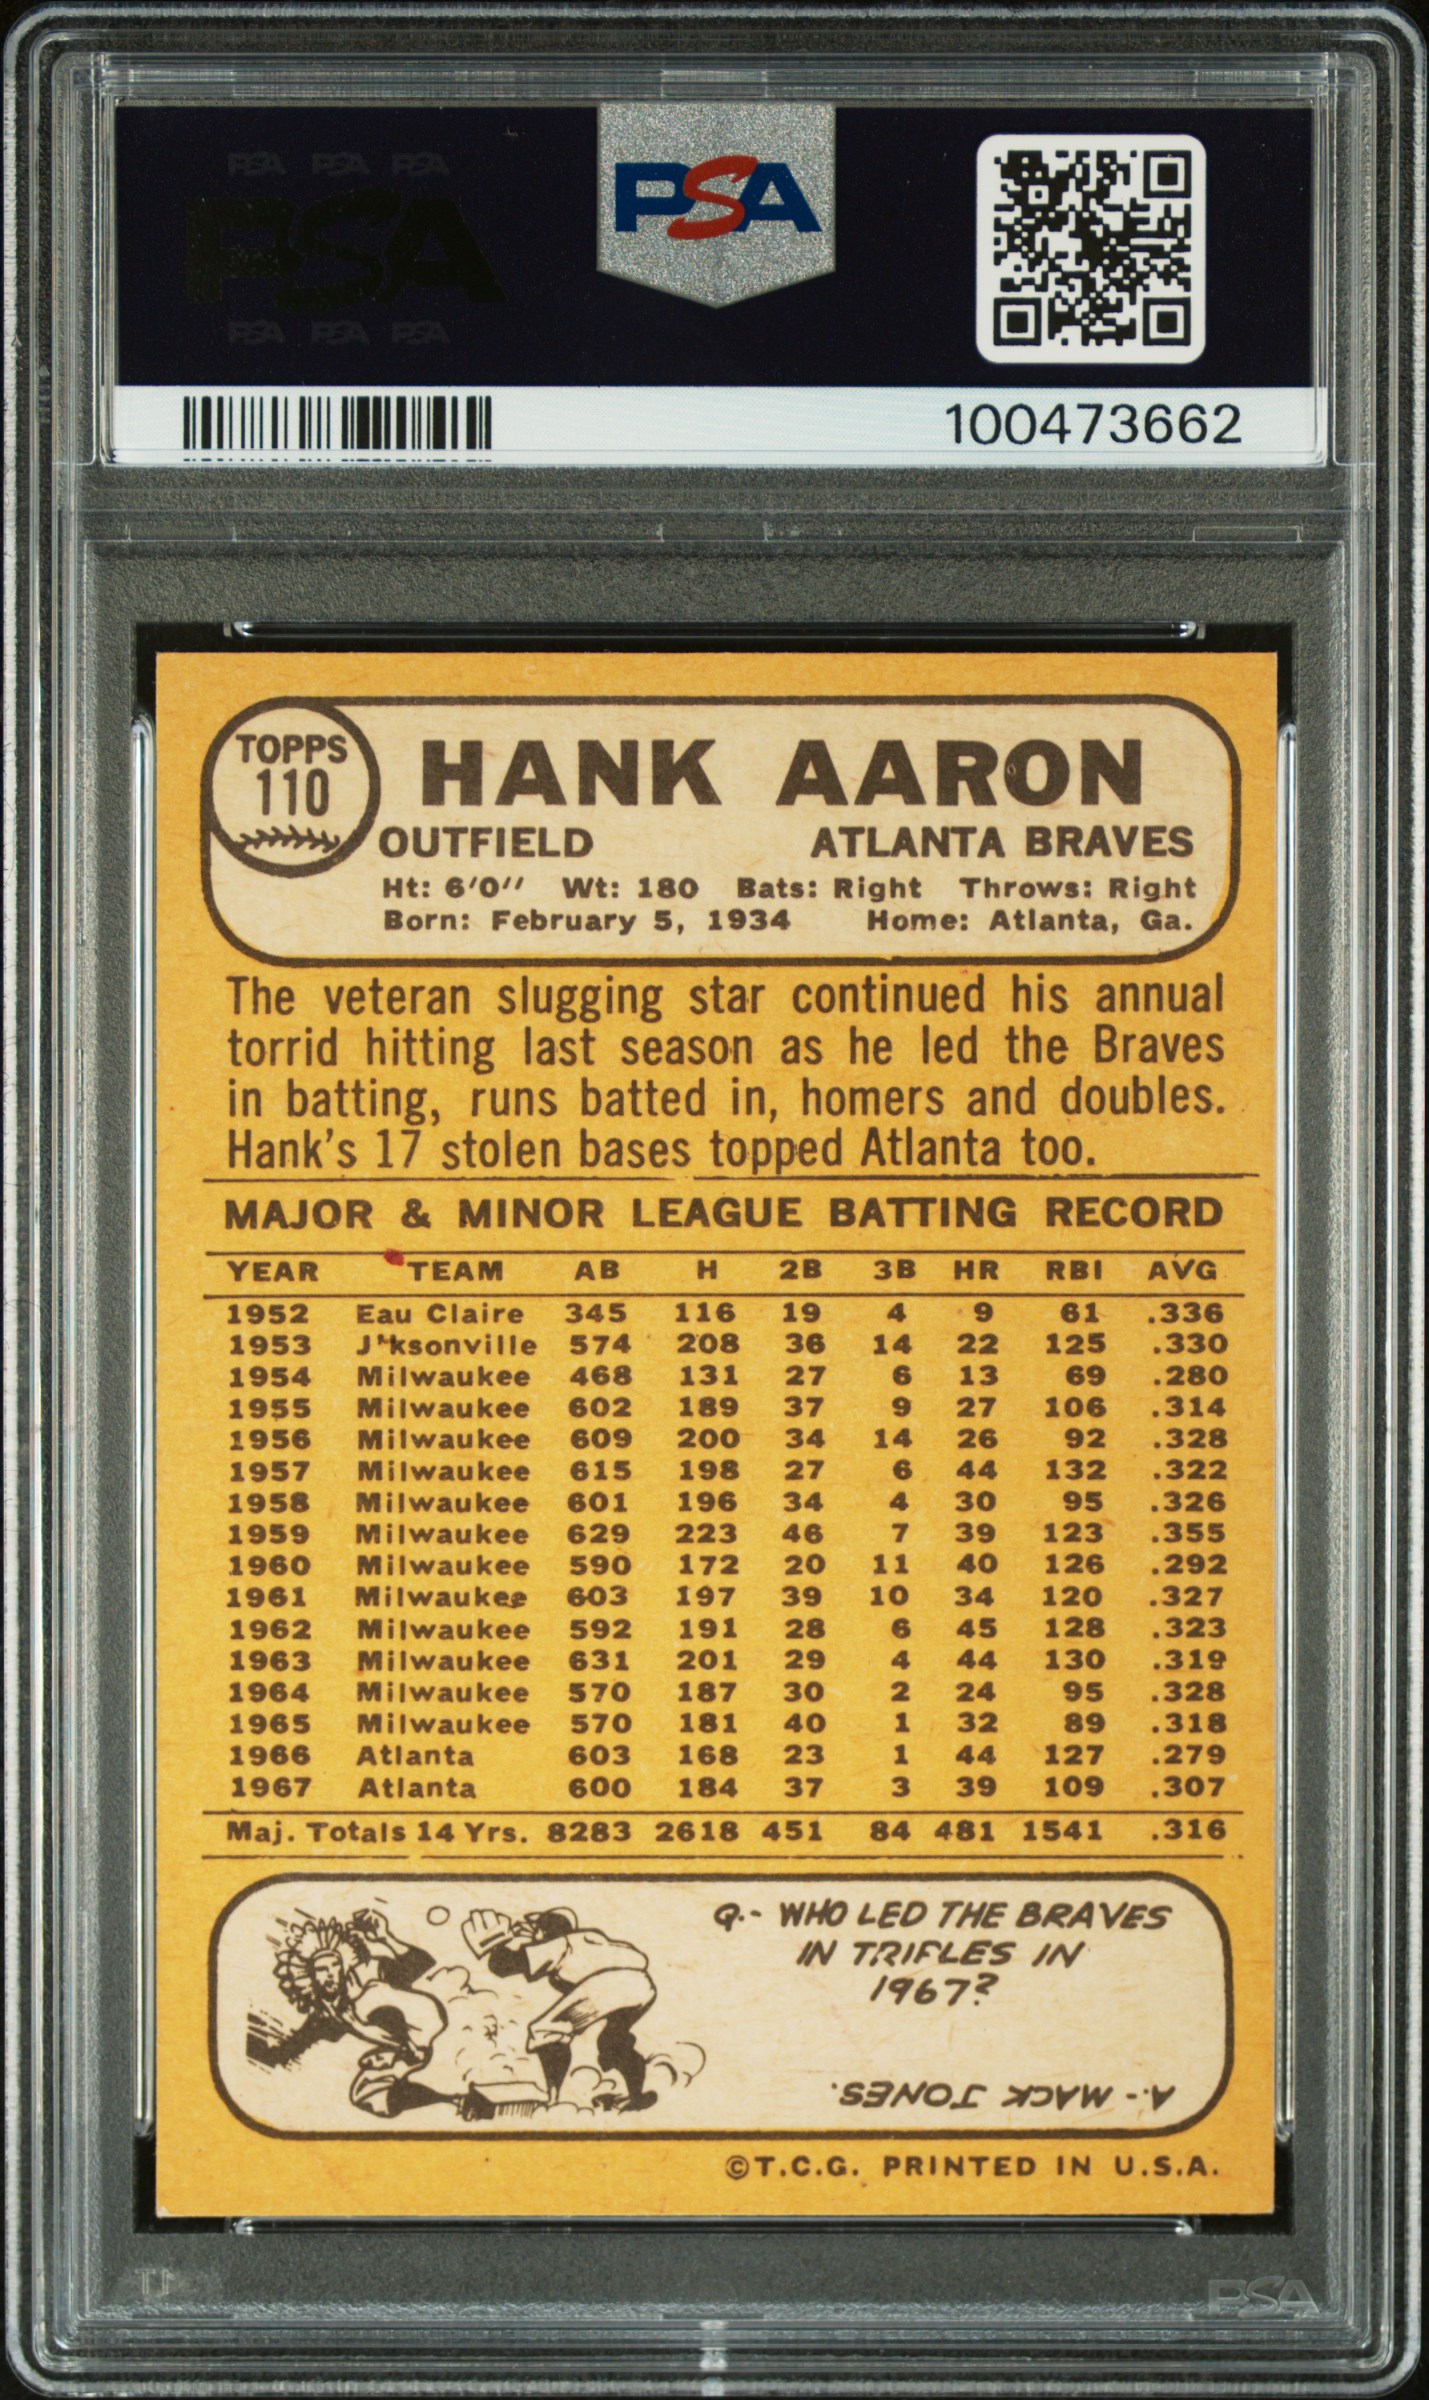 PSA PSA PSA
PSA
PSA PSA PSA
PSA
100473662
TOPPS
110
HANK AARON
OUTFIELD ATLANTA BRAVES
Ht: 6'0" Wt: 180 Bats: Right Throws: Right
Born: February 5, 1934 Home: Atlanta, Ga.
The veteran slugging star continued his annual
torrid hitting last season as he led the Braves
in batting, runs batted in, homers and doubles.
Hank's 17 stolen bases topped Atlanta too.
MAJOR & MINOR LEAGUE BATTING RECORD
YEAR TEAM AB H 2B 3B HR RBI AVG
1952 Eau Claire 345 116 19 4 9 61 .336
1953 J'ksonville 574 208 36 14 22 125 .330
1954 Milwaukee 468 131 27 6 13 69 .280
1955 Milwaukee 602 189 37 9 27 106 .314
1956 Milwaukee 609 200 34 14 26 92 .328
1957 Milwaukee 615 198 27 6 44 132 .322
1958 Milwaukee 601 196 34 4 30 95 .326
1959 Milwaukee 629 223 46 7 39 123 .355
1960 Milwaukee 590 172 20 11 40 126 .292
1961 Milwaukee 603 197 39 10 34 120 .327
1962 Milwaukee 592 191 28 6 45 128 .323
1963 Milwaukee 631 201 29 4 44 130 .319
1964 Milwaukee 570 187 30 2 24 95 .328
1965 Milwaukee 570 181 40 1 32 89 .318
1966 Atlanta 603 168 23 1 44 127 .279
1967 Atlanta 600 184 37 3 39 109 .307
Maj. Totals 14 Yrs. 8283 2618 451 84 481 1541 .316
Q.- WHO LED THE BRAVES
IN TRIPLES IN
1967?
A.- MACK JONES.
©T.C.G. PRINTED IN U.S.A.
PSA